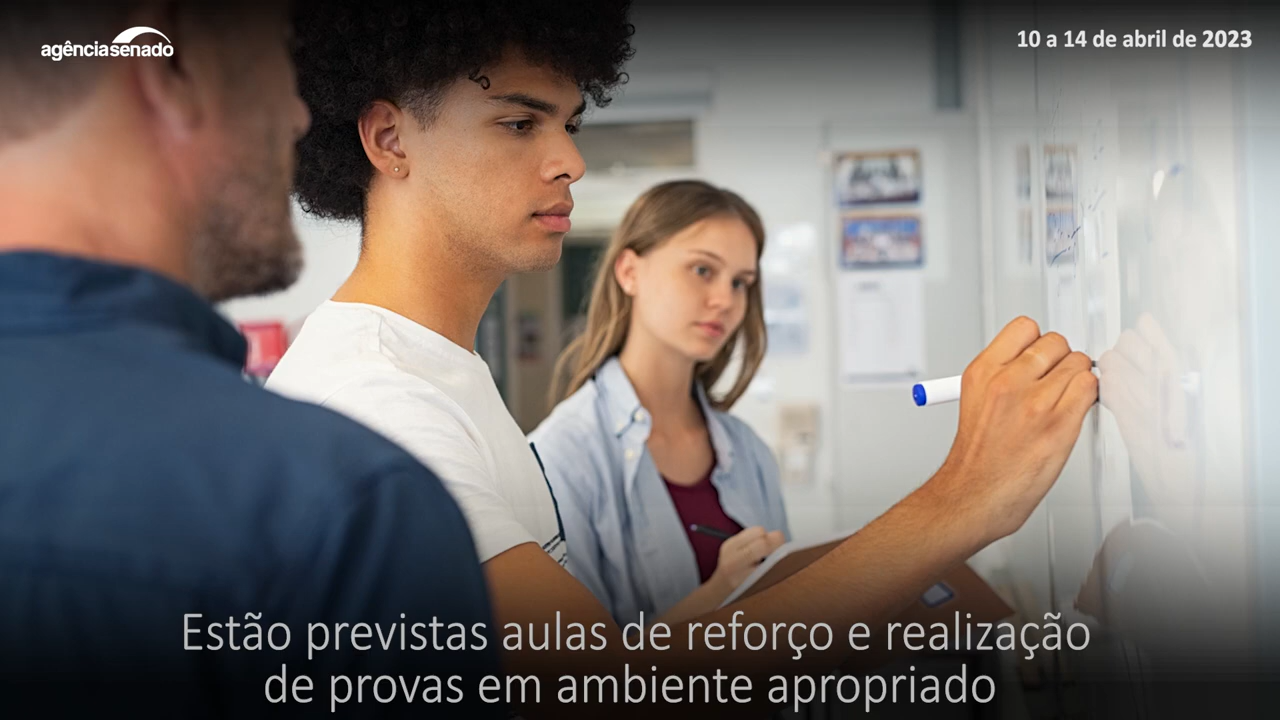 agênciasenado
10 a 14 de abril de 2023
Estão previstas aulas de reforço e realização
de provas em ambiente apropriado